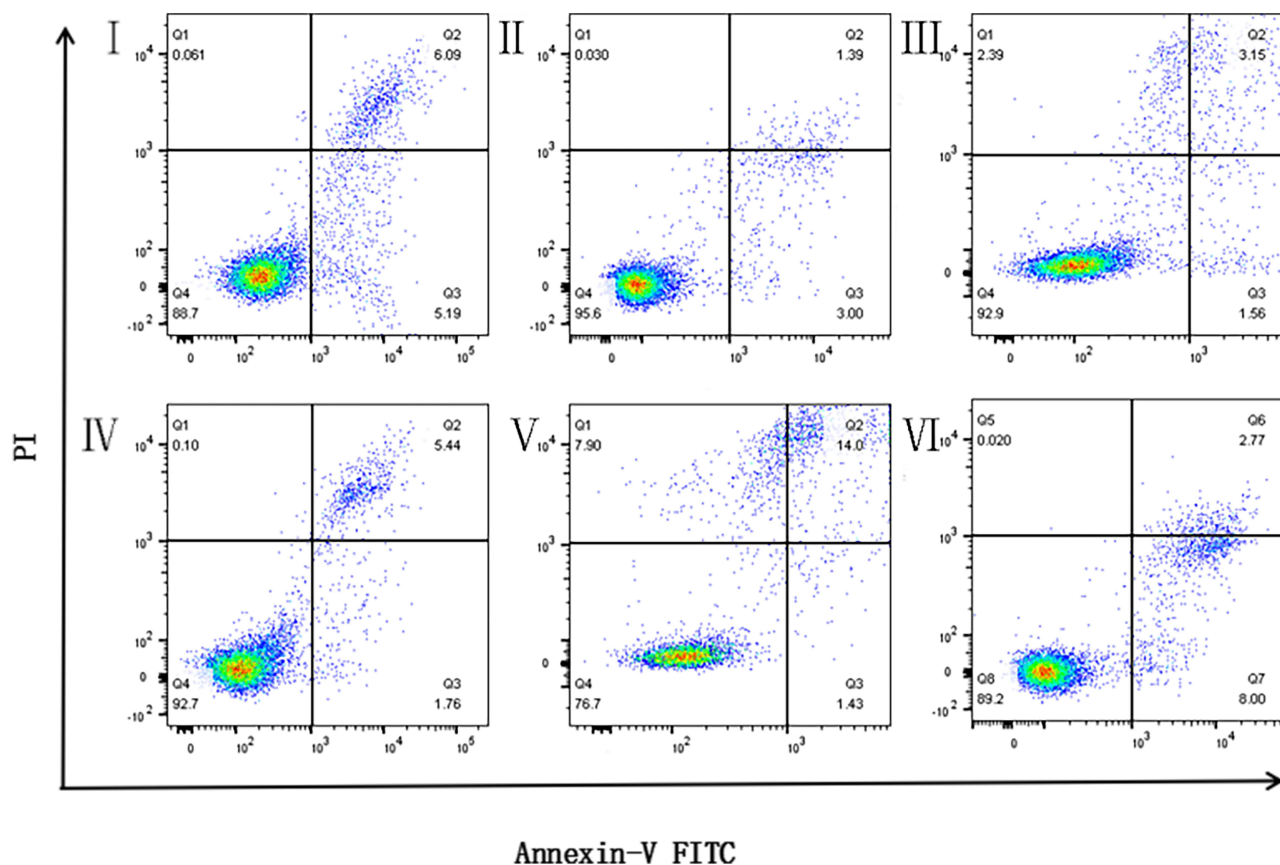 I
Q1
0.061
Q2
6.09
Q4
88.7
Q3
5.19
10⁴
10³
10²
0
-10²
0
10²
10³
10⁴
10⁵
II
Q1
0.030
Q2
1.39
Q4
95.6
Q3
3.00
10⁴
10³
10²
0
-10²
0
10³
10⁴
III
Q1
2.39
Q2
3.15
Q4
92.9
Q3
1.56
10⁴
10³
0
0
10²
10³
IV
Q1
0.10
Q2
5.44
Q4
92.7
Q3
1.76
10⁴
10³
10²
0
-10²
0
10²
10³
10⁴
10⁵
V
Q1
7.90
Q2
14.0
Q4
76.7
Q3
1.43
10⁴
10³
0
10²
10³
VI
Q5
0.020
Q6
2.77
Q8
89.2
Q7
8.00
10⁴
10³
10²
0
-10²
0
10³
10⁴
PI
Annexin-V FITC